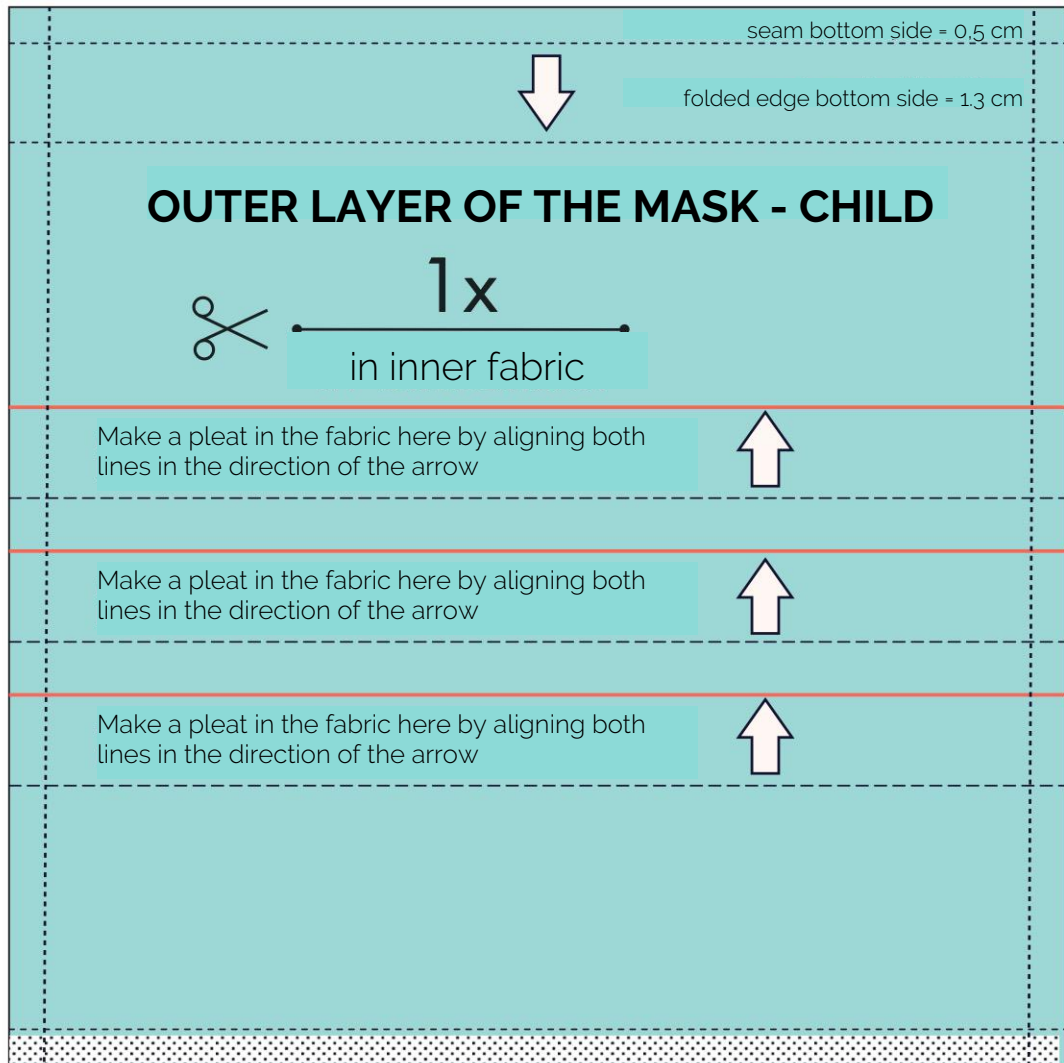 seam bottom side = 0,5 cm
folded edge bottom side = 1.3 cm
OUTER LAYER OF THE MASK - CHILD
1x
in inner fabric
Make a pleat in the fabric here by aligning both
lines in the direction of the arrow
Make a pleat in the fabric here by aligning both
lines in the direction of the arrow
Make a pleat in the fabric here by aligning both
lines in the direction of the arrow